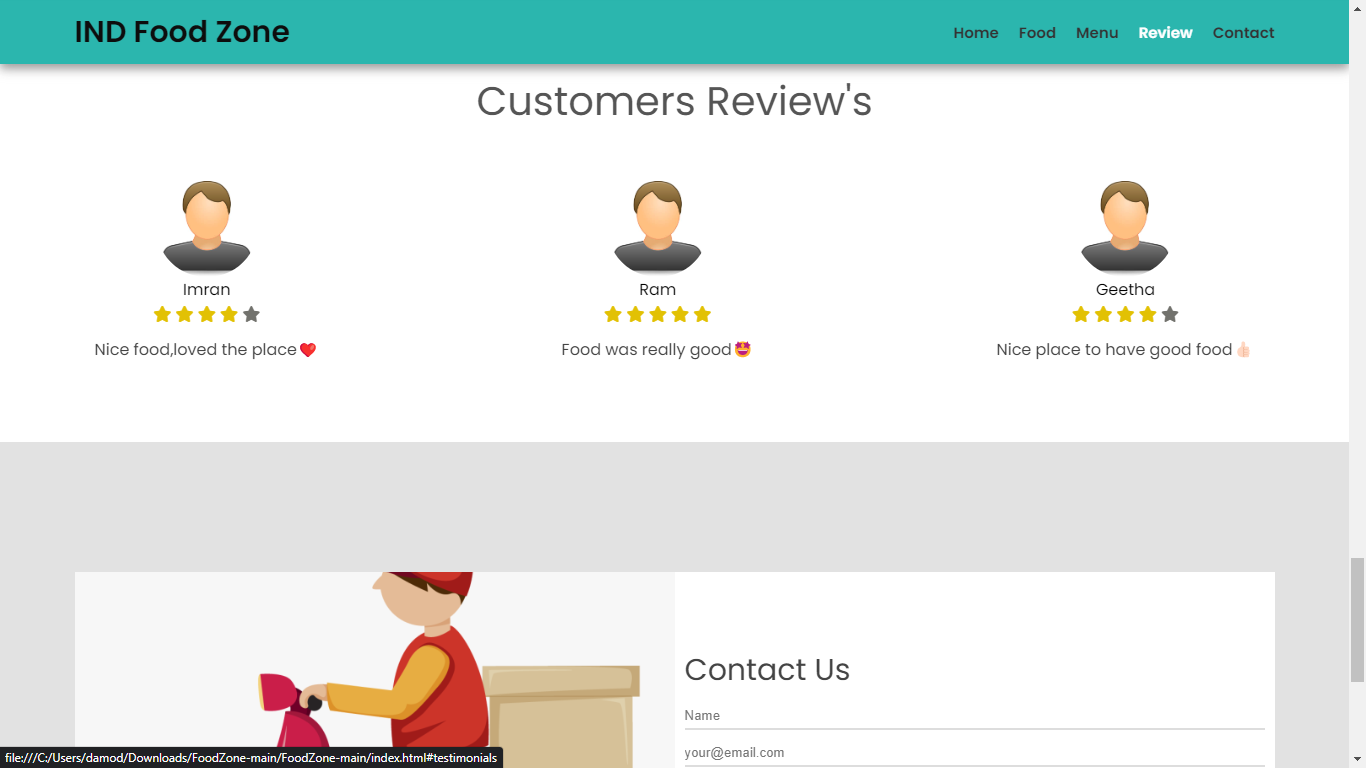 IND Food Zone
Home Food Menu Review Contact
Customers Review's
Imran
Nice food,loved the place❤️
Ram
Food was really good🤩
Geetha
Nice place to have good food👍🏻
Contact Us
Name
your@email.com
file:///C:/Users/damod/Downloads/FoodZone-main/FoodZone-main/index.html#testimonials